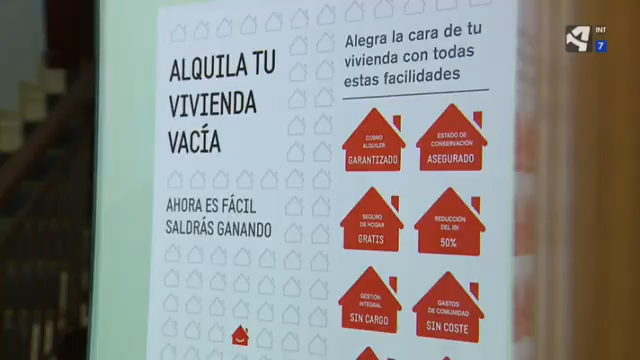 ALQUILA TU
VIVIENDA
VACÍA
AHORA ES FÁCIL
SALDRÁS GANANDO
Alegra la cara de tu
vivienda con todas
estas facilidades
COBRO
ALQUILER
GARANTIZADO
ESTADO DE
CONSERVACIÓN
ASEGURADO
SEGURO
DE HOGAR
GRATIS
REDUCCIÓN
DEL IBI
50%
GESTIÓN
INTEGRAL
SIN CARGO
GASTOS
DE COMUNIDAD
SIN COSTE
INT
7